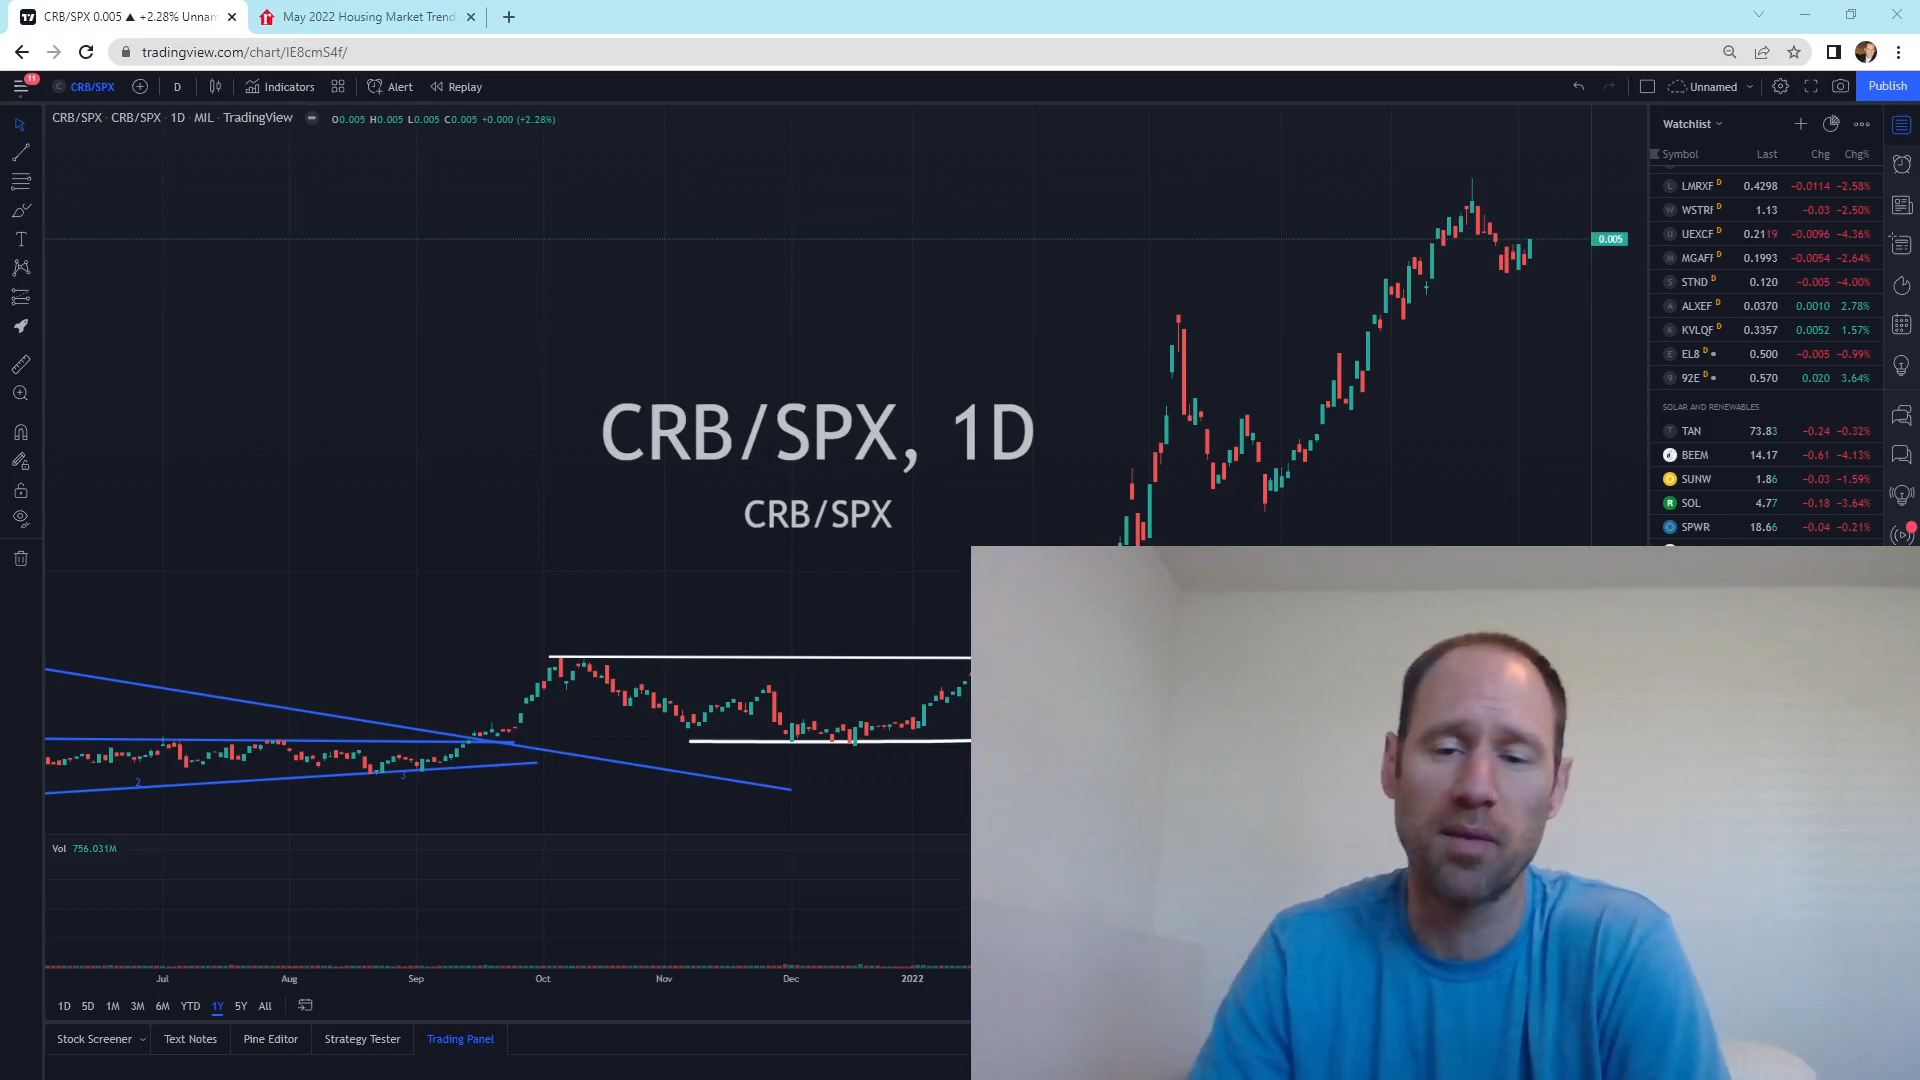 CRB/SPX 0.005 ▲ +2.28% Unnam
May 2022 Housing Market Trend
tradingview.com/chart/IE8cmS4f/
11
CRB/SPX
D
Indicators
Alert
Replay
Unnamed
Publish
CRB/SPX · CRB/SPX · 1D · MIL · TradingView
O0.005 H0.005 L0.005 C0.005 +0.000 (+2.28%)
0.005
CRB/SPX, 1D
CRB/SPX
2
3
Vol 756.031M
Jul Aug Sep Oct Nov Dec 2022
1D 5D 1M 3M 6M YTD 1Y 5Y All
Stock Screener
Text Notes
Pine Editor
Strategy Tester
Trading Panel
Watchlist
Symbol Last Chg Chg%
LMRXF D 0.4298 −0.0114 −2.58%
WSTRF D 1.13 −0.03 −2.50%
UEXCF D 0.2119 −0.0096 −4.36%
MGAFF D 0.1993 −0.0054 −2.64%
STND D 0.120 −0.005 −4.00%
ALXEF D 0.0370 0.0010 2.78%
KVLQF D 0.3357 0.0052 1.57%
EL8 D 0.500 −0.005 −0.99%
92E D 0.570 0.020 3.64%
SOLAR AND RENEWABLES
TAN 73.83 −0.24 −0.32%
BEEM 14.17 −0.61 −4.13%
SUNW 1.86 −0.03 −1.59%
SOL 4.77 −0.18 −3.64%
SPWR 18.66 −0.04 −0.21%